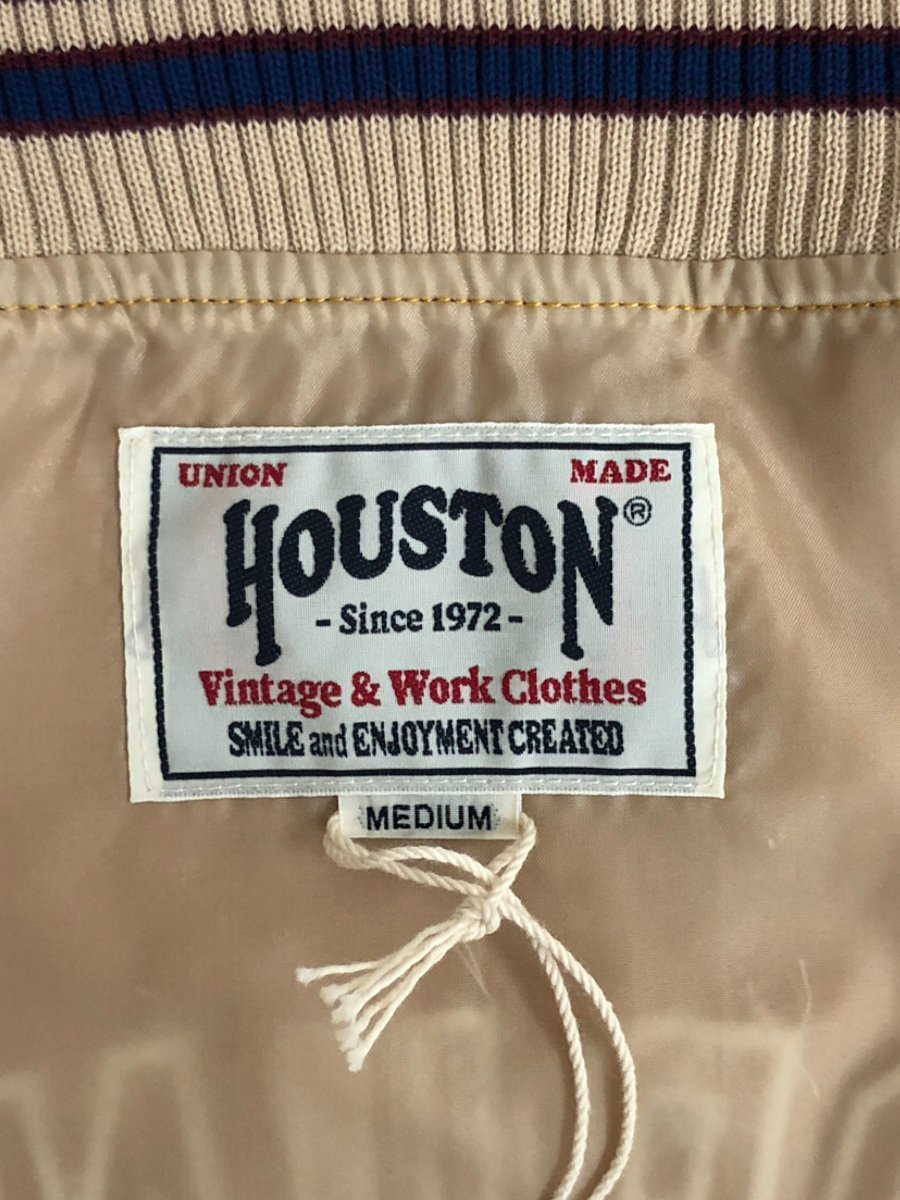 UNION MADE
HOUSTON®
- Since 1972 -
Vintage & Work Clothes
SMILE and ENJOYMENT CREATED
MEDIUM